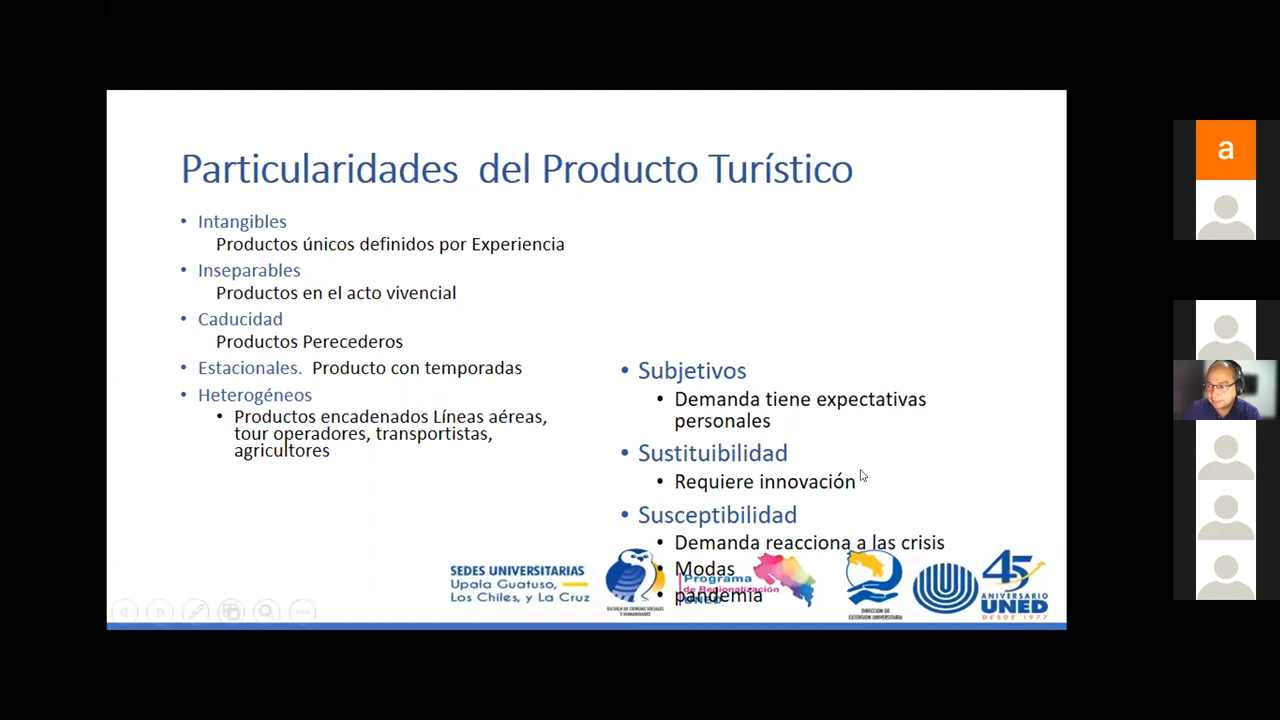 Particularidades del Producto Turístico
• Intangibles
Productos únicos definidos por Experiencia
• Inseparables
Productos en el acto vivencial
• Caducidad
Productos Perecederos
• Estacionales. Producto con temporadas
• Heterogéneos
• Productos encadenados Líneas aéreas,
tour operadores, transportistas,
agricultores
• Subjetivos
• Demanda tiene expectativas
personales
• Sustituibilidad
• Requiere innovación
• Susceptibilidad
• Demanda reacciona a las crisis
• Modas
• pandemia
SEDES UNIVERSITARIAS
Upala Guatuso,
Los Chiles, y La Cruz
ESCUELA DE CIENCIAS SOCIALES
Y HUMANIDADES
Programa
de Regionalización
UNED
DIRECCION DE
EXTENSION UNIVERSITARIA
45
ANIVERSARIO
UNED
DESDE 1977
a